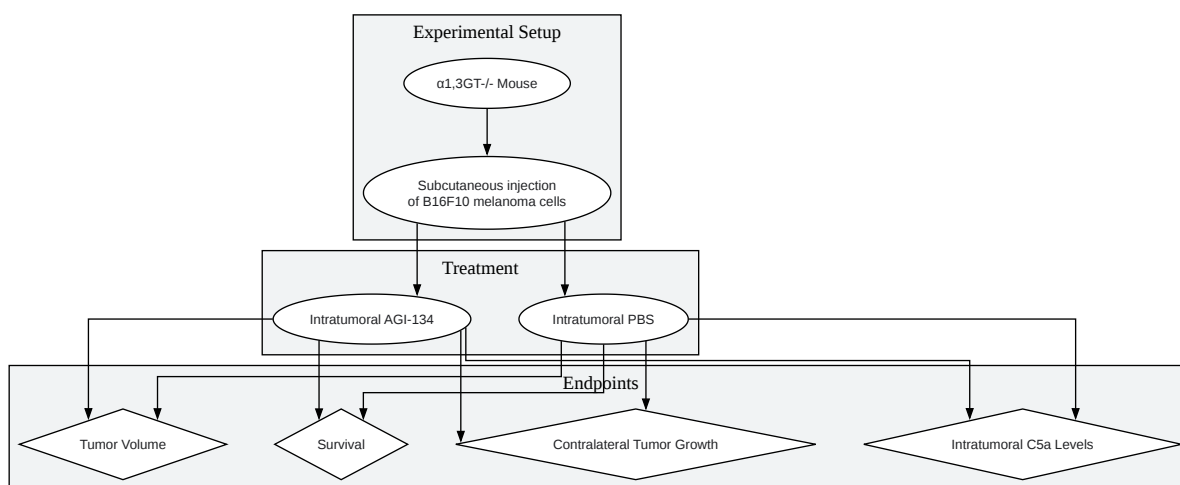 Experimental Setup
α1,3GT-/- Mouse
Subcutaneous injection
of B16F10 melanoma cells
Treatment
Intratumoral AGI-134
Intratumoral PBS
Endpoints
Tumor Volume
Survival
Contralateral Tumor Growth
Intratumoral C5a Levels